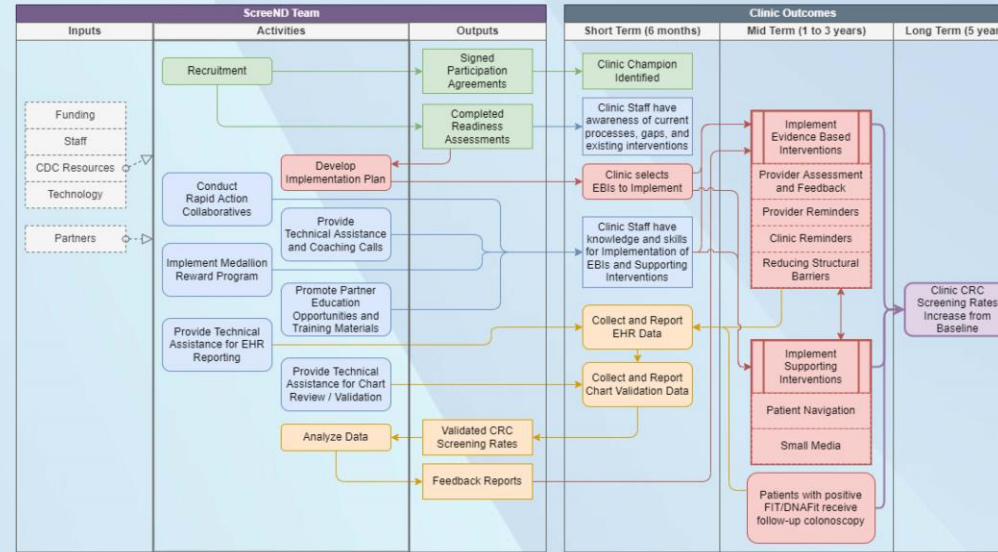 ScreeND Team
Clinic Outcomes
Inputs
Activities
Outputs
Short Term (6 months)
Mid Term (1 to 3 years)
Long Term (5 year
Recruitment
Signed
Participation
Agreements
Clinic Champion
Identified
Funding
Staff
CDC Resources
Technology
Partners
Completed
Readiness
Assessments
Clinic Staff have
awareness of current
processes, gaps, and
existing interventions
Implement
Evidence Based
Interventions
Develop
Implementation Plan
Clinic selects
EBIs to Implement
Provider Assessment
and Feedback
Provider Reminders
Clinic Reminders
Reducing Structural
Barriers
Conduct
Rapid Action
Collaboratives
Provide
Technical Assistance
and Coaching Calls
Clinic Staff have
knowledge and skills
for Implementation of
EBIs and Supporting
Interventions
Implement Medallion
Reward Program
Promote Partner
Education
Opportunities and
Training Materials
Clinic CRC
Screening Rates
Increase from
Baseline
Provide Technical
Assistance for EHR
Reporting
Collect and Report
EHR Data
Implement
Supporting
Interventions
Patient Navigation
Small Media
Provide Technical
Assistance for Chart
Review / Validation
Collect and Report
Chart Validation Data
Analyze Data
Validated CRC
Screening Rates
Feedback Reports
Patients with positive
FIT/DNAFit receive
follow-up colonoscopy